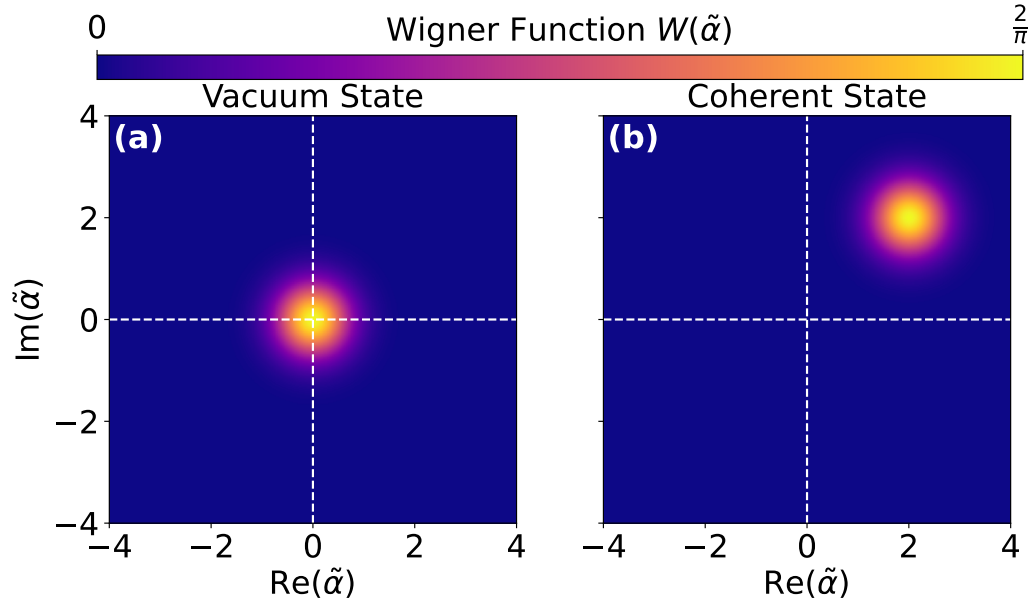 0 Wigner Function W(α̃) 2/π
Vacuum State Coherent State
(a) (b)
4
2
0
−2
−4
Im(α̃)
−4 −2 0 2 4 −4 −2 0 2 4
Re(α̃) Re(α̃)